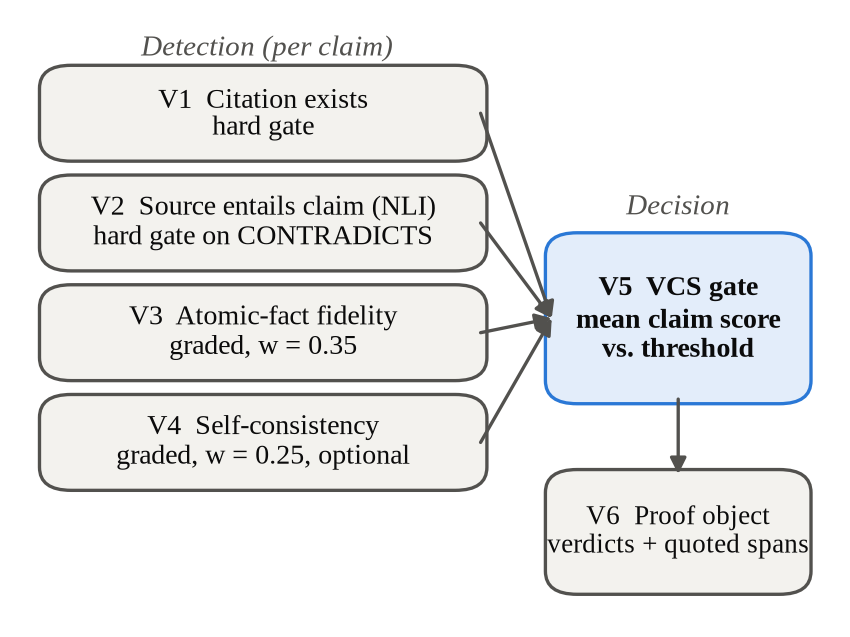 Detection (per claim)
V1 Citation exists
hard gate
V2 Source entails claim (NLI)
hard gate on CONTRADICTS
V3 Atomic-fact fidelity
graded, w = 0.35
V4 Self-consistency
graded, w = 0.25, optional
Decision
V5 VCS gate
mean claim score
vs. threshold
V6 Proof object
verdicts + quoted spans